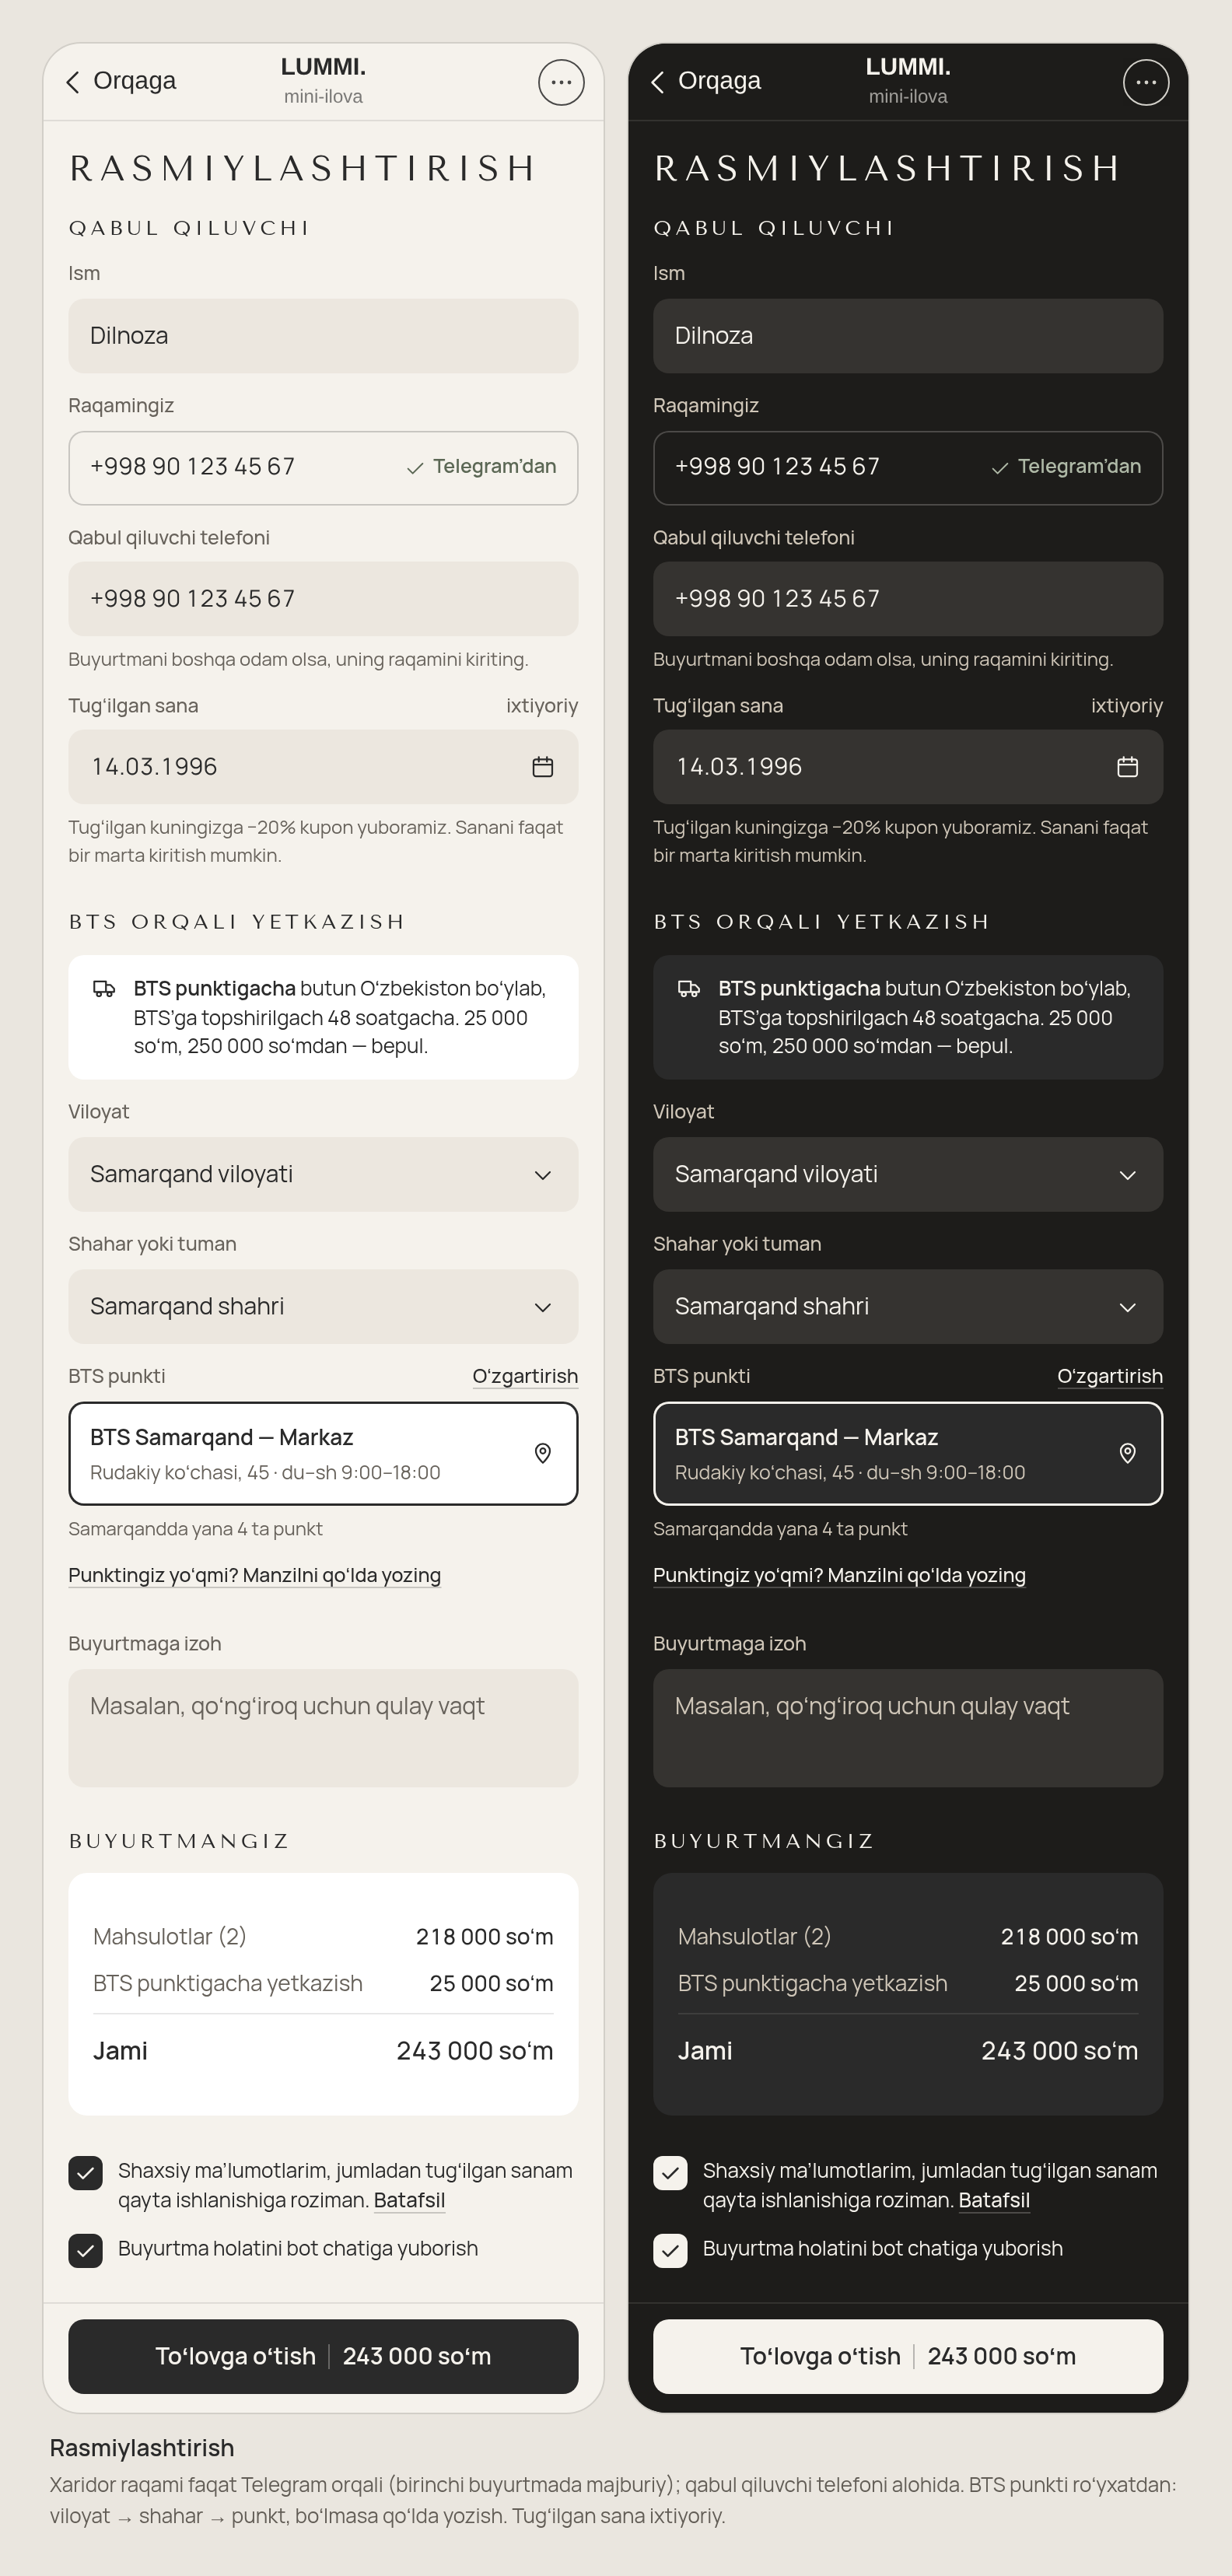 Orqaga
LUMMI.
mini-ilova
RASMIYLASHTIRISH
QABUL QILUVCHI
Ism
Dilnoza
Raqamingiz
+998 90 123 45 67
Telegram’dan
Qabul qiluvchi telefoni
+998 90 123 45 67
Buyurtmani boshqa odam olsa, uning raqamini kiriting.
Tug‘ilgan sana
ixtiyoriy
14.03.1996
Tug‘ilgan kuningizga −20% kupon yuboramiz. Sanani faqat
bir marta kiritish mumkin.
BTS ORQALI YETKAZISH
BTS punktigacha butun O‘zbekiston bo‘ylab,
BTS’ga topshirilgach 48 soatgacha. 25 000
so‘m, 250 000 so‘mdan — bepul.
Viloyat
Samarqand viloyati
Shahar yoki tuman
Samarqand shahri
BTS punkti
O‘zgartirish
BTS Samarqand — Markaz
Rudakiy ko‘chasi, 45 · du–sh 9:00–18:00
Samarqandda yana 4 ta punkt
Punktingiz yo‘qmi? Manzilni qo‘lda yozing
Buyurtmaga izoh
Masalan, qo‘ng‘iroq uchun qulay vaqt
BUYURTMANGIZ
Mahsulotlar (2)
218 000 so‘m
BTS punktigacha yetkazish
25 000 so‘m
Jami
243 000 so‘m
Shaxsiy ma’lumotlarim, jumladan tug‘ilgan sanam
qayta ishlanishiga roziman. Batafsil
Buyurtma holatini bot chatiga yuborish
To‘lovga o‘tish | 243 000 so‘m
Orqaga
LUMMI.
mini-ilova
RASMIYLASHTIRISH
QABUL QILUVCHI
Ism
Dilnoza
Raqamingiz
+998 90 123 45 67
Telegram’dan
Qabul qiluvchi telefoni
+998 90 123 45 67
Buyurtmani boshqa odam olsa, uning raqamini kiriting.
Tug‘ilgan sana
ixtiyoriy
14.03.1996
Tug‘ilgan kuningizga −20% kupon yuboramiz. Sanani faqat
bir marta kiritish mumkin.
BTS ORQALI YETKAZISH
BTS punktigacha butun O‘zbekiston bo‘ylab,
BTS’ga topshirilgach 48 soatgacha. 25 000
so‘m, 250 000 so‘mdan — bepul.
Viloyat
Samarqand viloyati
Shahar yoki tuman
Samarqand shahri
BTS punkti
O‘zgartirish
BTS Samarqand — Markaz
Rudakiy ko‘chasi, 45 · du–sh 9:00–18:00
Samarqandda yana 4 ta punkt
Punktingiz yo‘qmi? Manzilni qo‘lda yozing
Buyurtmaga izoh
Masalan, qo‘ng‘iroq uchun qulay vaqt
BUYURTMANGIZ
Mahsulotlar (2)
218 000 so‘m
BTS punktigacha yetkazish
25 000 so‘m
Jami
243 000 so‘m
Shaxsiy ma’lumotlarim, jumladan tug‘ilgan sanam
qayta ishlanishiga roziman. Batafsil
Buyurtma holatini bot chatiga yuborish
To‘lovga o‘tish | 243 000 so‘m
Rasmiylashtirish
Xaridor raqami faqat Telegram orqali (birinchi buyurtmada majburiy); qabul qiluvchi telefoni alohida. BTS punkti ro‘yxatdan:
viloyat → shahar → punkt, bo‘lmasa qo‘lda yozish. Tug‘ilgan sana ixtiyoriy.